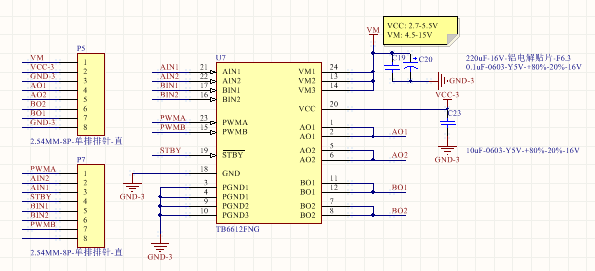 VCC: 2.7-5.5V
VM: 4.5-15V
VM
C19
C20
220uF-16V-铝电解贴片-F6.3
0.1uF-0603-Y5V-+80%-20%-16V
GND-3
VCC-3
C23
10uF-0603-Y5V-+80%-20%-16V
GND-3
P5
VM 1
VCC-3 2
GND-3 3
AO1 4
AO2 5
BO2 6
BO1 7
GND-3 8
2.54MM-8P-单排排针-直
P7
PWMA 1
AIN2 2
AIN1 3
STBY 4
BIN1 5
BIN2 6
PWMB 7
8
2.54MM-8P-单排排针-直
U7
AIN1 21 AIN1 VM1 24
AIN2 22 AIN2 VM2 13
BIN1 17 BIN1 VM3 14
BIN2 16 BIN2
VCC 20
PWMA 23 PWMA AO1 1
PWMB 15 PWMB AO1 2 AO1
STBY 19 STBY AO2 5
AO2 6 AO2
18 GND
GND-3
3 PGND1 BO1 11
4 PGND1 BO1 12 BO1
9 PGND2 BO2 7
10 PGND3 BO2 8 BO2
TB6612FNG
GND-3